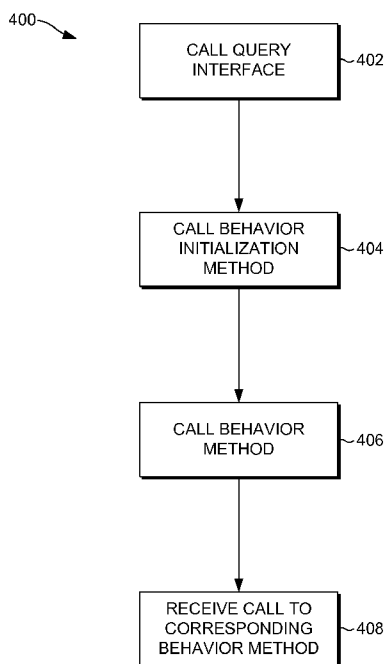 400
CALL QUERY
INTERFACE
402
CALL BEHAVIOR
INITIALIZATION
METHOD
404
CALL BEHAVIOR
METHOD
406
RECEIVE CALL TO
CORRESPONDING
BEHAVIOR METHOD
408